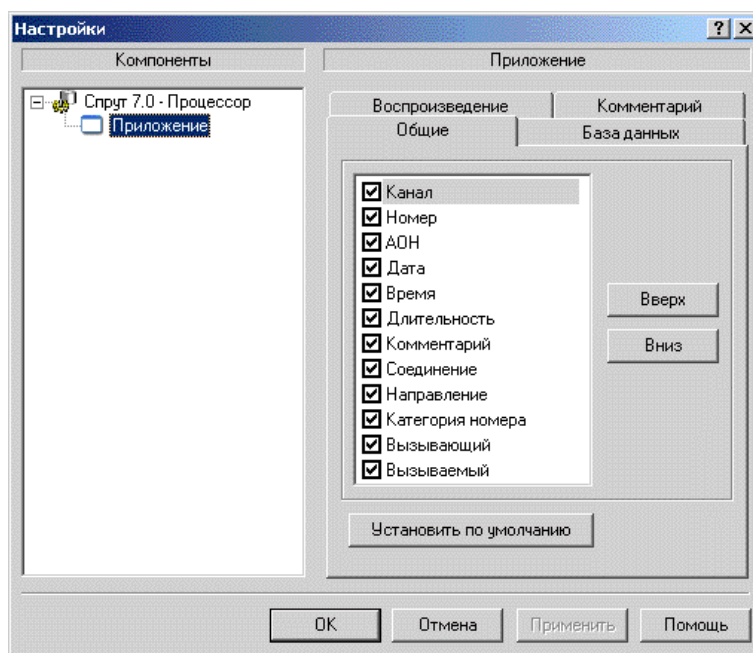 Настройки
Компоненты
Приложение
Спрут 7.0 - Процессор
Приложение
Воспроизведение
Комментарий
Общие
База данных
Канал
Номер
АОН
Дата
Время
Длительность
Комментарий
Соединение
Направление
Категория номера
Вызывающий
Вызываемый
Вверх
Вниз
Установить по умолчанию
OK
Отмена
Применить
Помощь